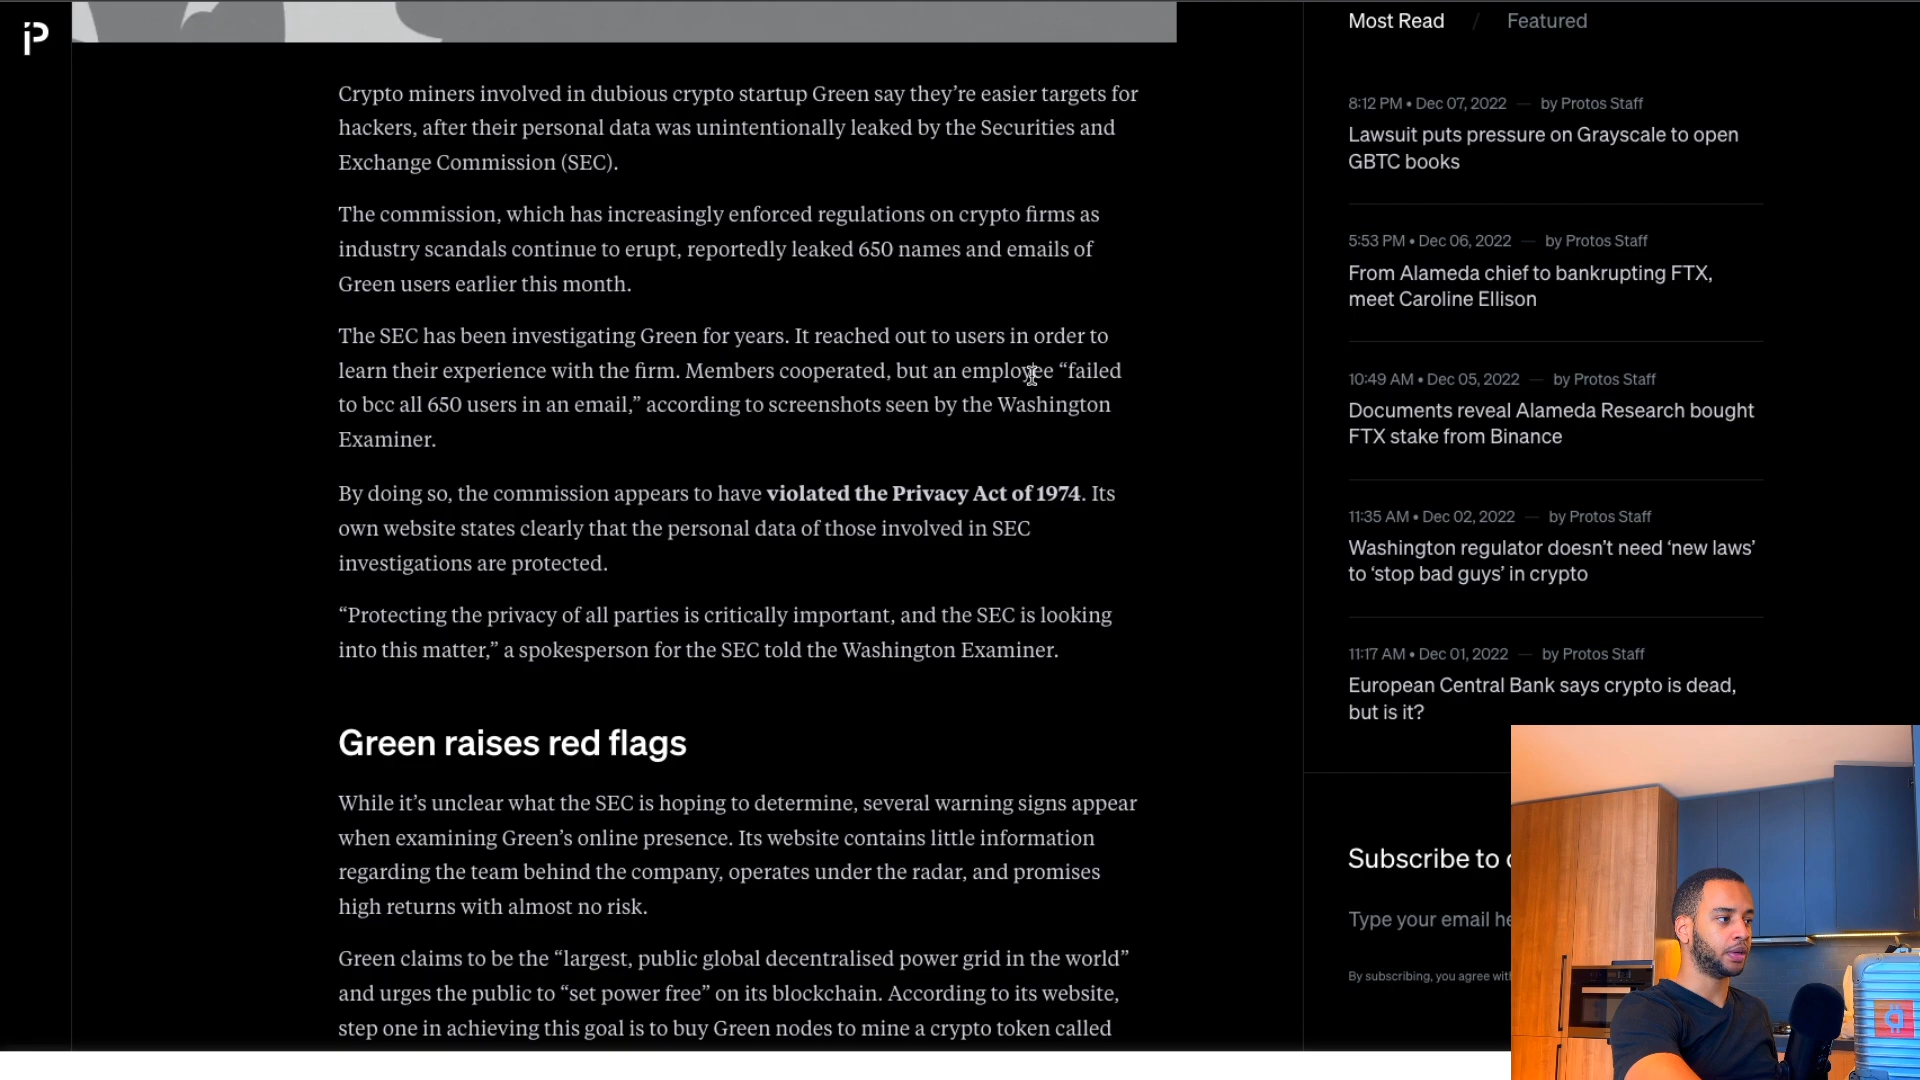 Crypto miners involved in dubious crypto startup Green say they’re easier targets for
hackers, after their personal data was unintentionally leaked by the Securities and
Exchange Commission (SEC).
The commission, which has increasingly enforced regulations on crypto firms as
industry scandals continue to erupt, reportedly leaked 650 names and emails of
Green users earlier this month.
The SEC has been investigating Green for years. It reached out to users in order to
learn their experience with the firm. Members cooperated, but an employee “failed
to bcc all 650 users in an email,” according to screenshots seen by the Washington
Examiner.
By doing so, the commission appears to have violated the Privacy Act of 1974. Its
own website states clearly that the personal data of those involved in SEC
investigations are protected.
“Protecting the privacy of all parties is critically important, and the SEC is looking
into this matter,” a spokesperson for the SEC told the Washington Examiner.
Green raises red flags
While it’s unclear what the SEC is hoping to determine, several warning signs appear
when examining Green’s online presence. Its website contains little information
regarding the team behind the company, operates under the radar, and promises
high returns with almost no risk.
Green claims to be the “largest, public global decentralised power grid in the world”
and urges the public to “set power free” on its blockchain. According to its website,
step one in achieving this goal is to buy Green nodes to mine a crypto token called
Most Read / Featured
8:12 PM • Dec 07, 2022 — by Protos Staff
Lawsuit puts pressure on Grayscale to open
GBTC books
5:53 PM • Dec 06, 2022 — by Protos Staff
From Alameda chief to bankrupting FTX,
meet Caroline Ellison
10:49 AM • Dec 05, 2022 — by Protos Staff
Documents reveal Alameda Research bought
FTX stake from Binance
11:35 AM • Dec 02, 2022 — by Protos Staff
Washington regulator doesn’t need ‘new laws’
to ‘stop bad guys’ in crypto
11:17 AM • Dec 01, 2022 — by Protos Staff
European Central Bank says crypto is dead,
but is it?
Subscribe to
Type your email
By subscribing, you agree